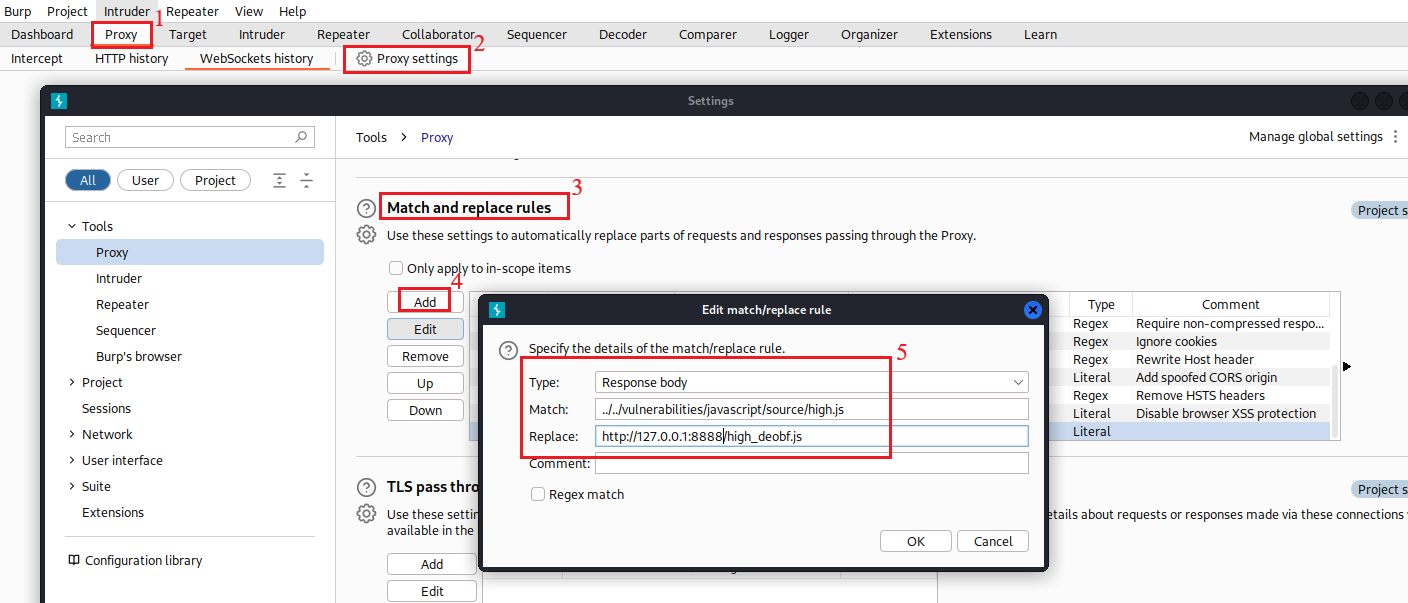 Burp Project Intruder Repeater View Help
1
Dashboard Proxy Target Intruder Repeater Collaborator Sequencer Decoder Comparer Logger Organizer Extensions Learn
2
Intercept HTTP history WebSockets history Proxy settings
Settings
Search
Tools > Proxy
Manage global settings
All User Project
3
Match and replace rules
Project s
Use these settings to automatically replace parts of requests and responses passing through the Proxy.
Only apply to in-scope items
4
Tools
Proxy
Intruder
Repeater
Sequencer
Burp's browser
Project
Sessions
Network
User interface
Suite
Extensions
Configuration library
Add
Edit
Remove
Up
Down
Type Comment
Regex Require non-compressed respo...
Regex Ignore cookies
Regex Rewrite Host header
Literal Add spoofed CORS origin
Regex Remove HSTS headers
Literal Disable browser XSS protection
Literal
Edit match/replace rule
Specify the details of the match/replace rule.
5
Type: Response body
Match: ../../vulnerabilities/javascript/source/high.js
Replace: http://127.0.0.1:8888/high_deobf.js
Comment:
Regex match
OK Cancel
TLS pass thro
Project s
Use these settin
etails about requests or responses made via these connections
available in the
Add
Edit